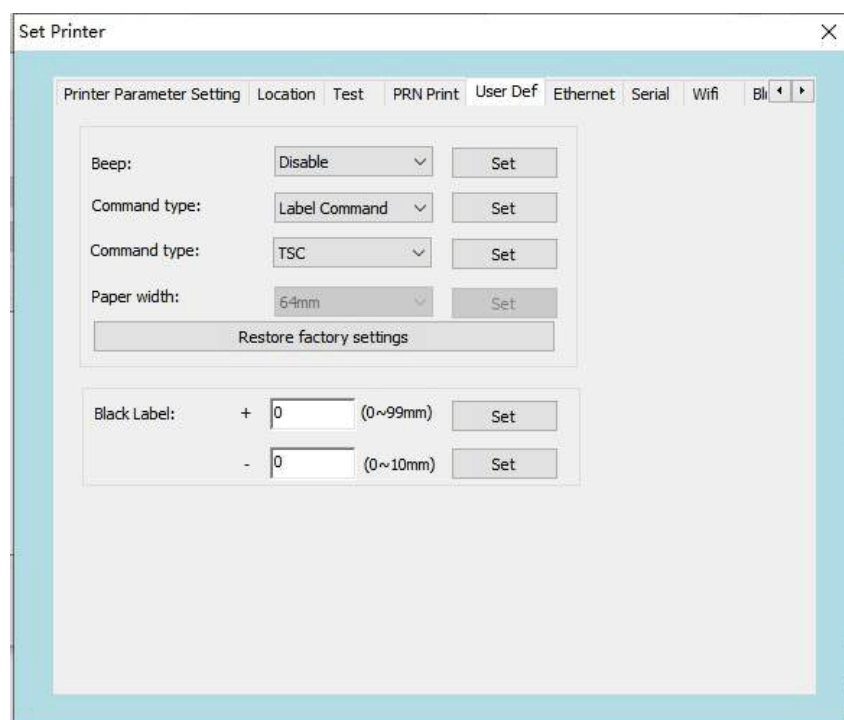 Set Printer
Printer Parameter Setting Location Test PRN Print User Def Ethernet Serial Wifi
Beep: Disable Set
Command type: Label Command Set
Command type: TSC Set
Paper width: 64mm Set
Restore factory settings
Black Label: + 0 (0~99mm) Set
- 0 (0~10mm) Set